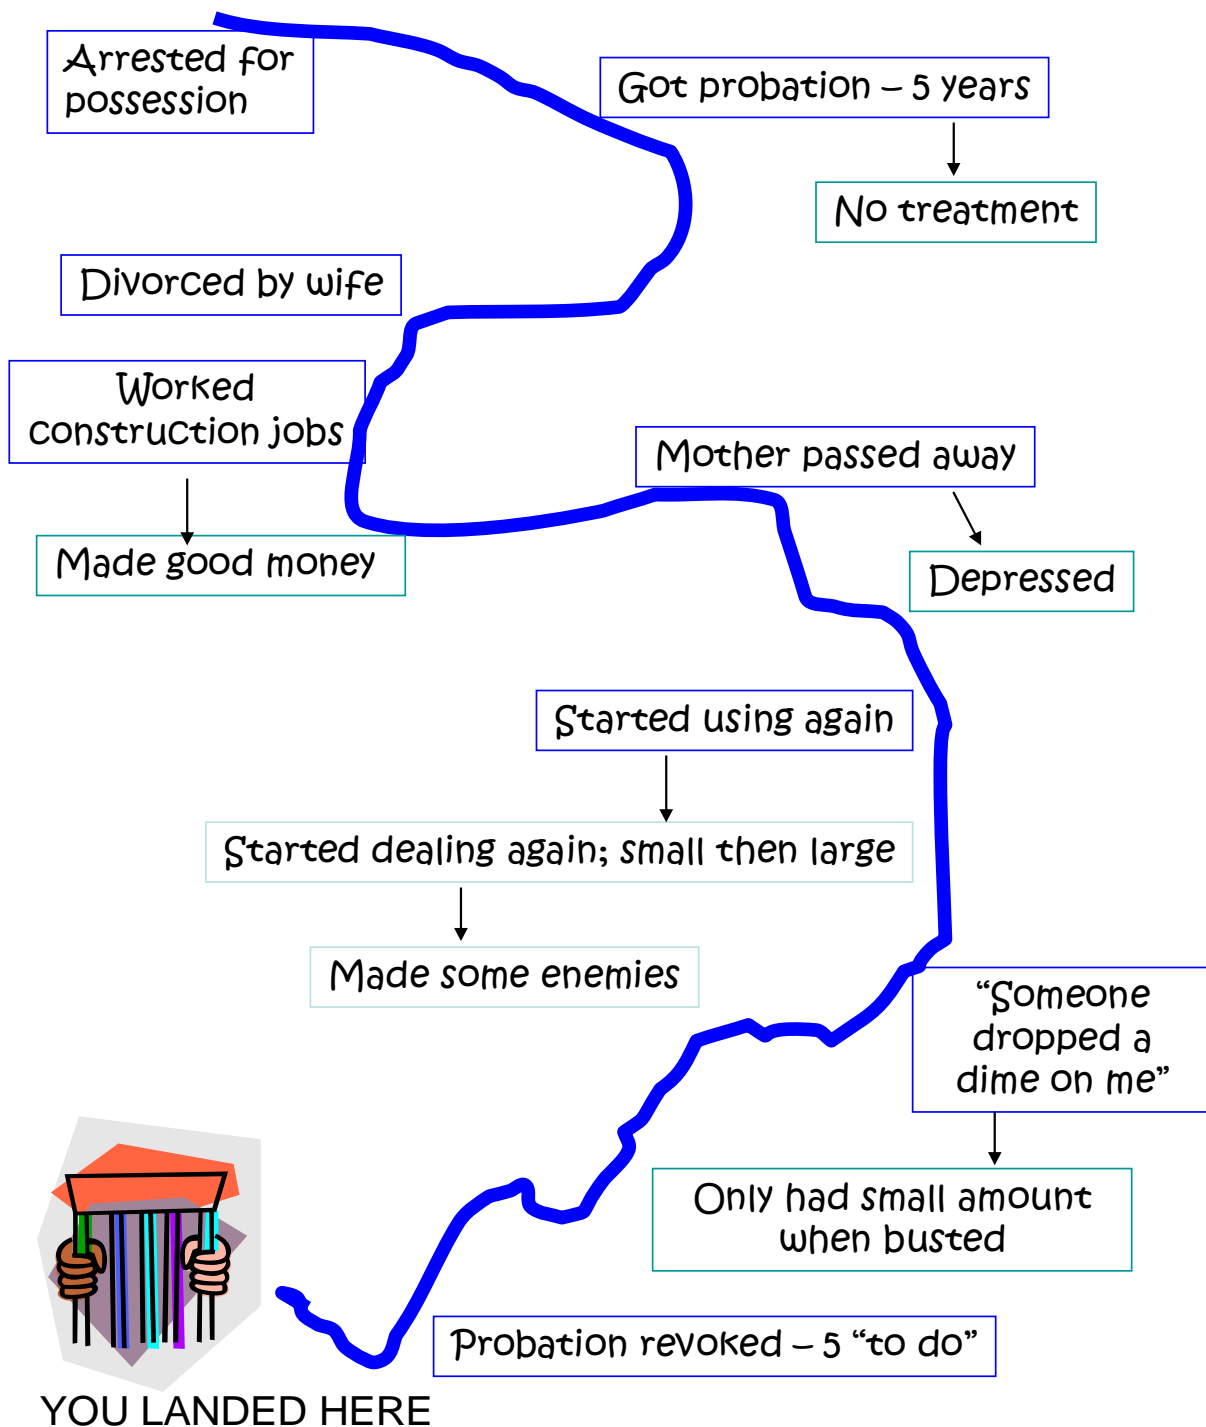 Arrested for
possession
Got probation – 5 years
No treatment
Divorced by wife
Worked
construction jobs
Made good money
Mother passed away
Depressed
Started using again
Started dealing again; small then large
Made some enemies
“Someone
dropped a
dime on me”
Only had small amount
when busted
Probation revoked – 5 “to do”
YOU LANDED HERE